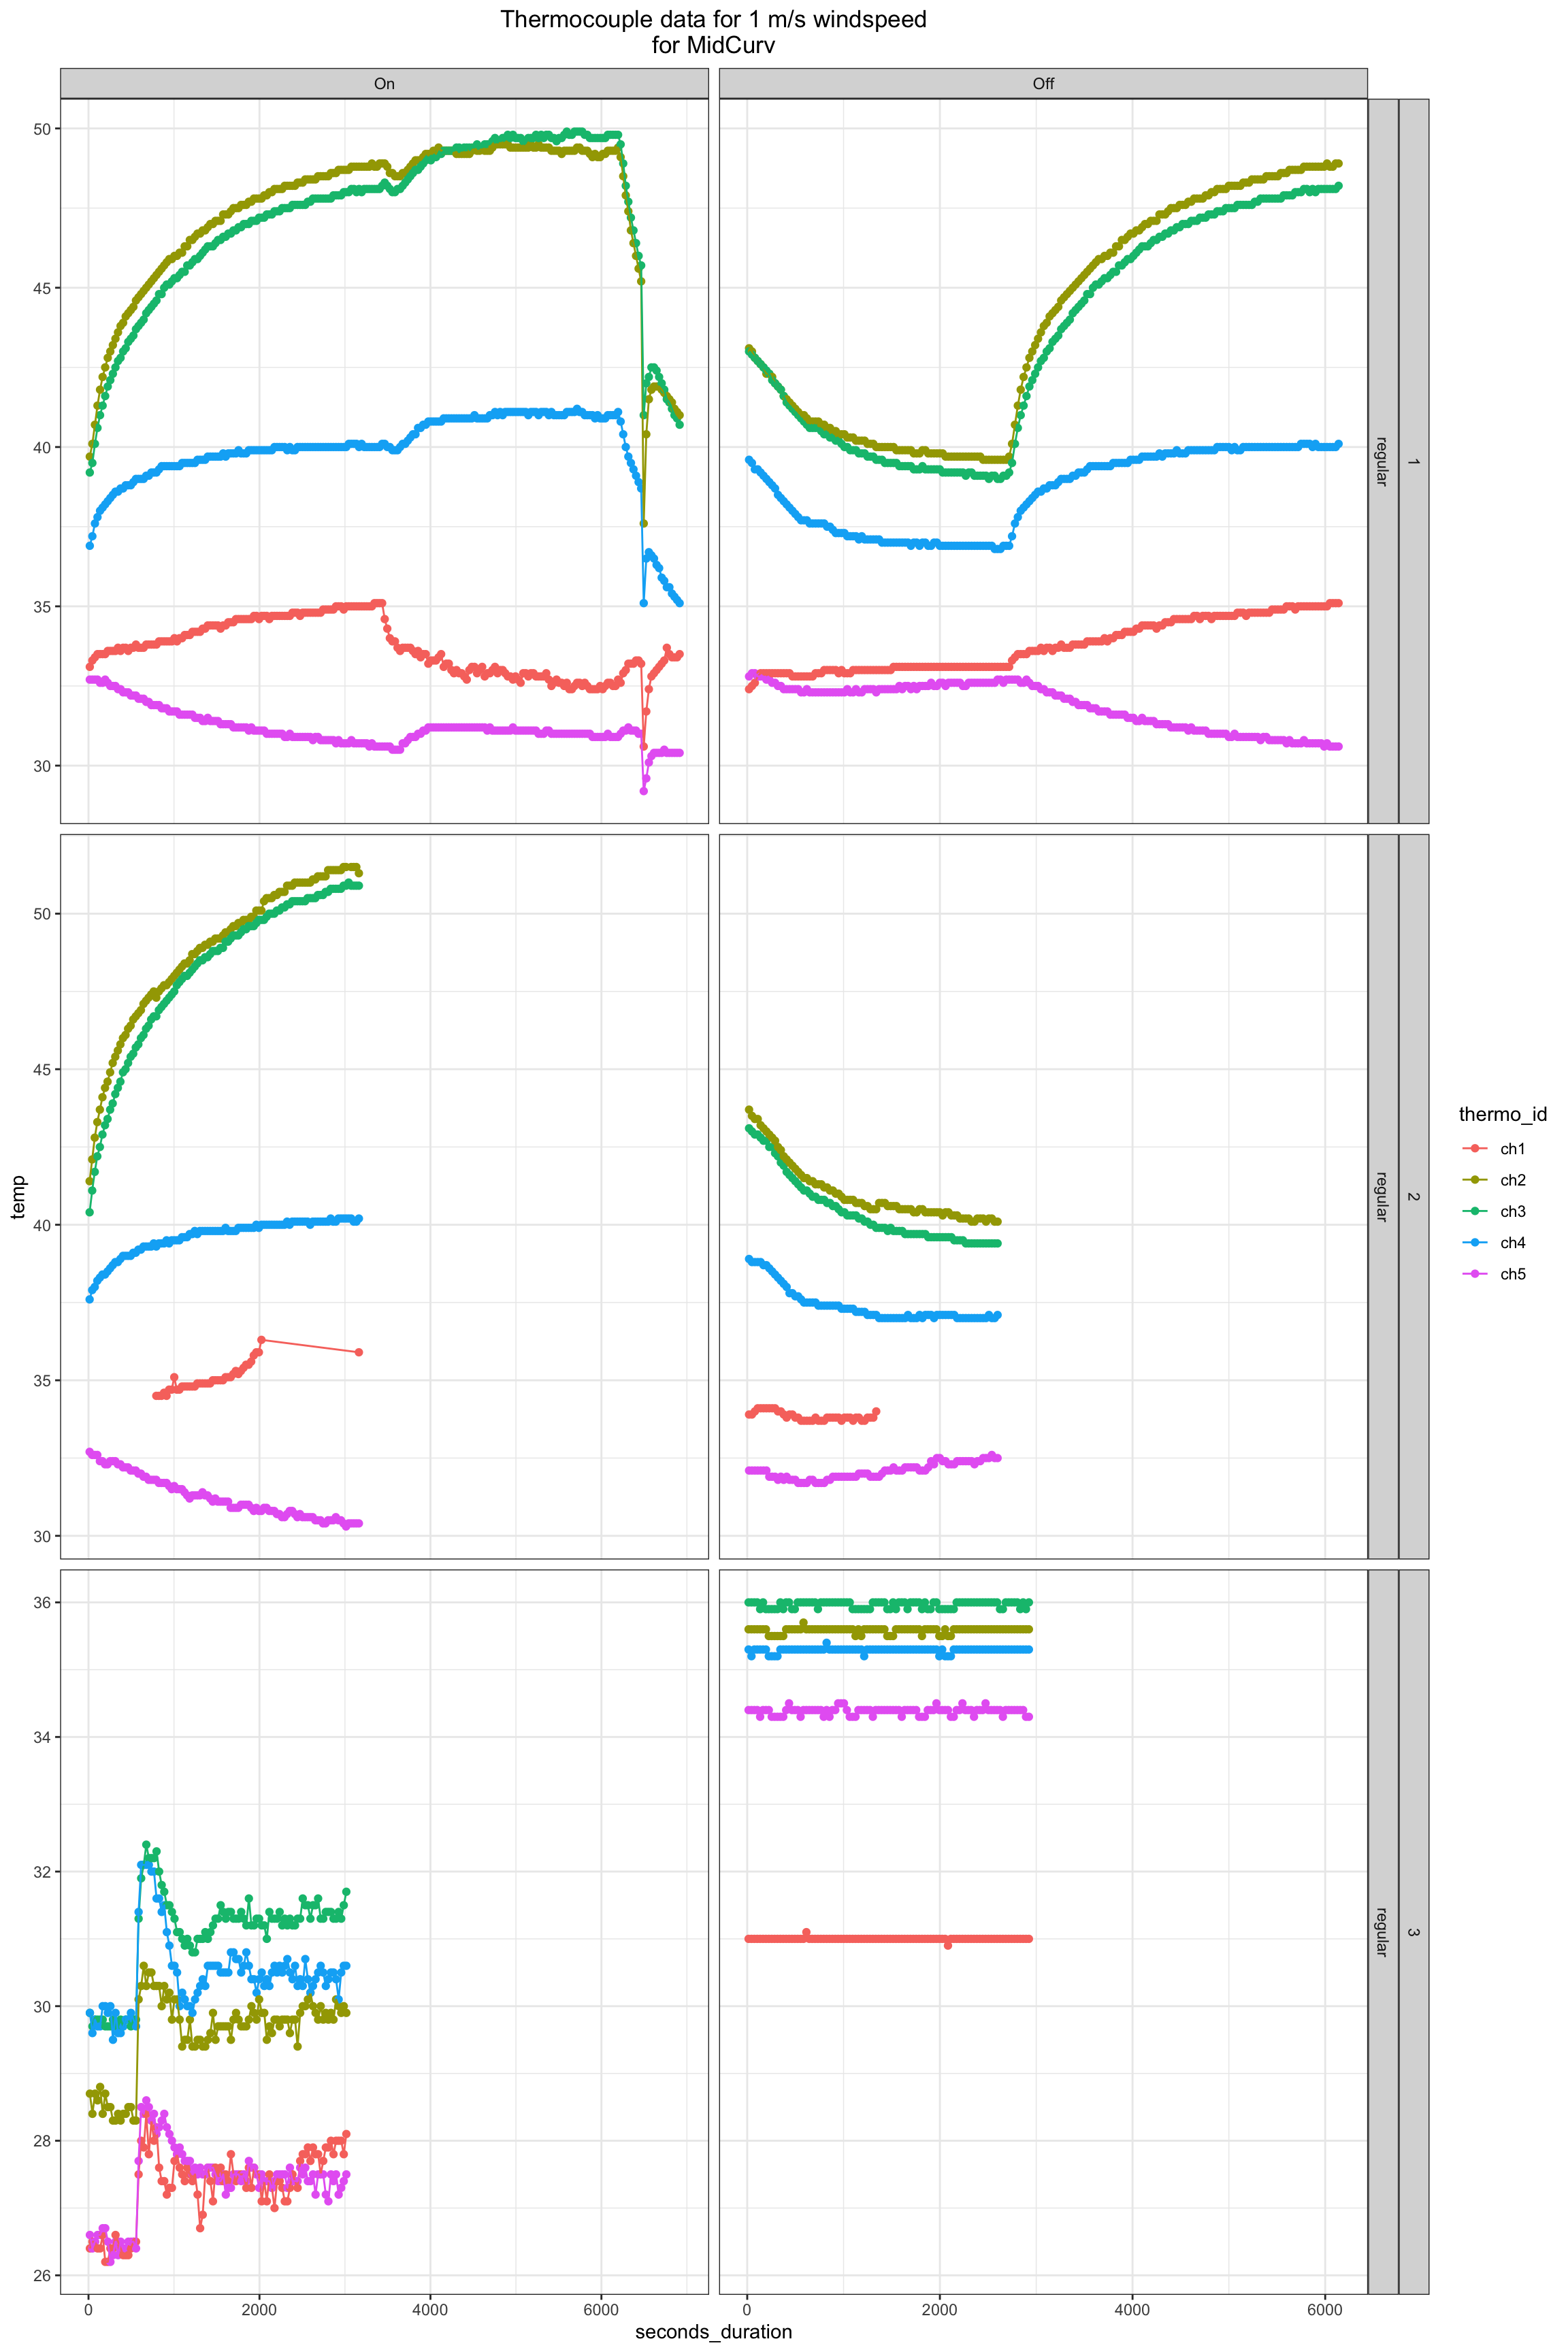 Thermocouple data for 1 m/s windspeed
for MidCurv
On
Off
50
45
40
35
30
regular
1
50
45
40
35
30
regular
2
36
34
32
30
28
26
regular
3
temp
0
2000
4000
6000
0
2000
4000
6000
seconds_duration
thermo_id
ch1
ch2
ch3
ch4
ch5